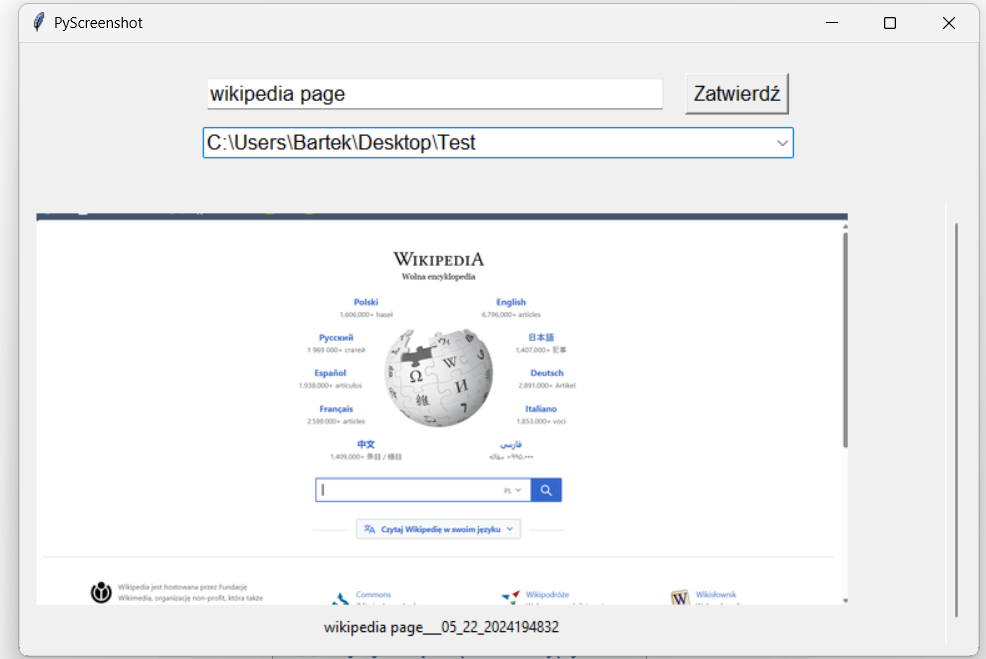 PyScreenshot
wikipedia page
Zatwierdź
C:\Users\Bartek\Desktop\Test
WIKIPEDIA
Wolna encyklopedia
Polski
1,606,000+ haseł
English
6,796,000+ articles
Русский
1 969 000+ статей
日本語
1,407,000+ 記事
Español
1.938.000+ artículos
Deutsch
2.891.000+ Artikel
Français
2 598 000+ articles
Italiano
1.853.000+ voci
中文
1,409,000+ 条目 / 條目
فارسی
۹۹۵٬۰۰۰+ مقاله
PL
Czytaj Wikipedię w swoim języku
Wikipedia jest hostowana przez Fundację
Wikimedia, organizację non-profit, która także
Commons
Wikipodróże
Wikisłownik
wikipedia page___05_22_2024194832